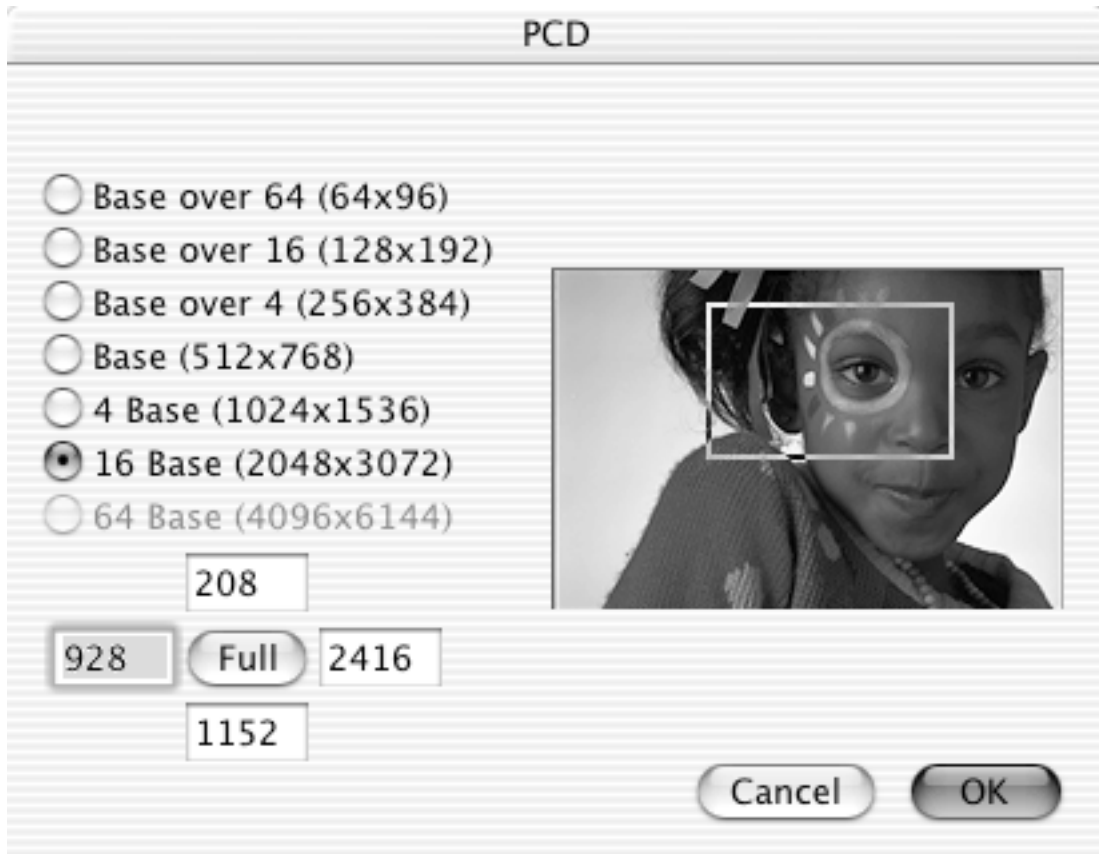 PCD
Base over 64 (64x96)
Base over 16 (128x192)
Base over 4 (256x384)
Base (512x768)
4 Base (1024x1536)
16 Base (2048x3072)
64 Base (4096x6144)
208
928 Full 2416
1152
Cancel OK